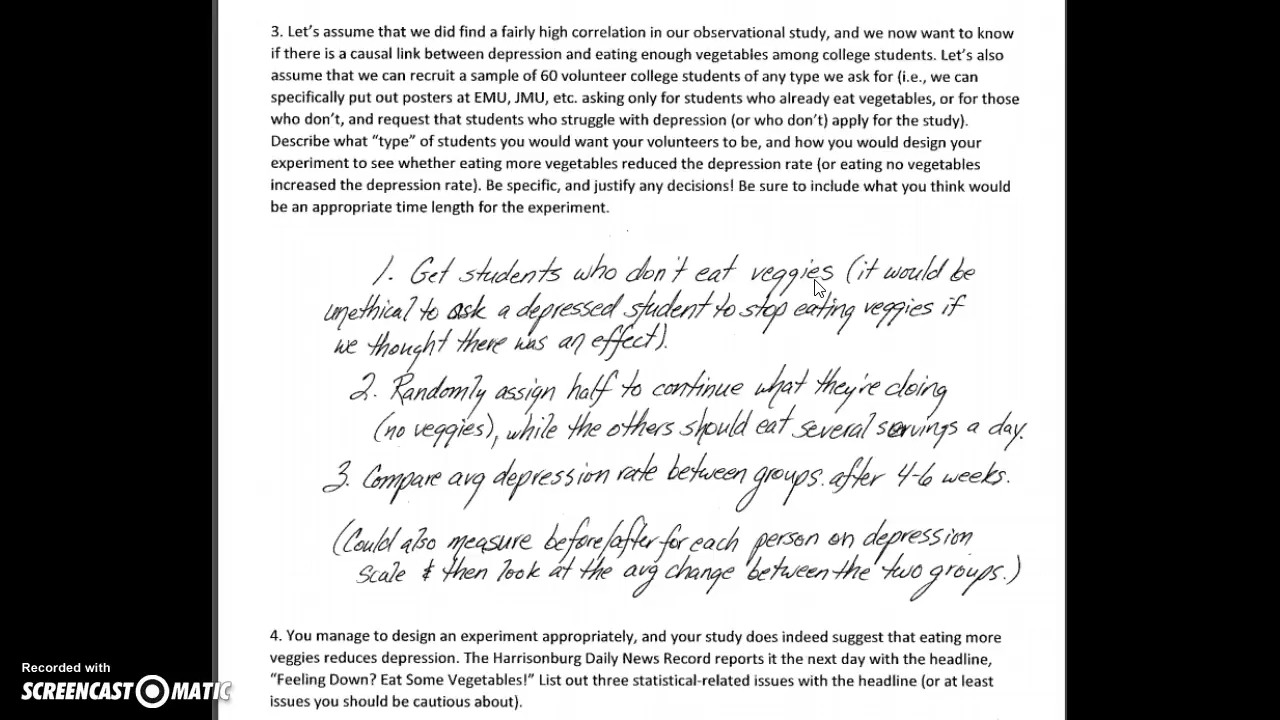 3. Let's assume that we did find a fairly high correlation in our observational study, and we now want to know
if there is a causal link between depression and eating enough vegetables among college students. Let's also
assume that we can recruit a sample of 60 volunteer college students of any type we ask for (i.e., we can
specifically put out posters at EMU, JMU, etc. asking only for students who already eat vegetables, or for those
who don't, and request that students who struggle with depression (or who don't) apply for the study).
Describe what "type" of students you would want your volunteers to be, and how you would design your
experiment to see whether eating more vegetables reduced the depression rate (or eating no vegetables
increased the depression rate). Be specific, and justify any decisions! Be sure to include what you think would
be an appropriate time length for the experiment.
1. Get students who don't eat veggies (it would be
unethical to ask a depressed student to stop eating veggies if
we thought there was an effect).
2. Randomly assign half to continue what they're doing
(no veggies), while the others should eat several servings a day.
3. Compare avg depression rate between groups. after 4-6 weeks.
(Could also measure before/after for each person on depression
scale & then look at the avg change between the two groups.)
4. You manage to design an experiment appropriately, and your study does indeed suggest that eating more
veggies reduces depression. The Harrisonburg Daily News Record reports it the next day with the headline,
"Feeling Down? Eat Some Vegetables!" List out three statistical-related issues with the headline (or at least
issues you should be cautious about).
Recorded with
SCREENCAST-O-MATIC